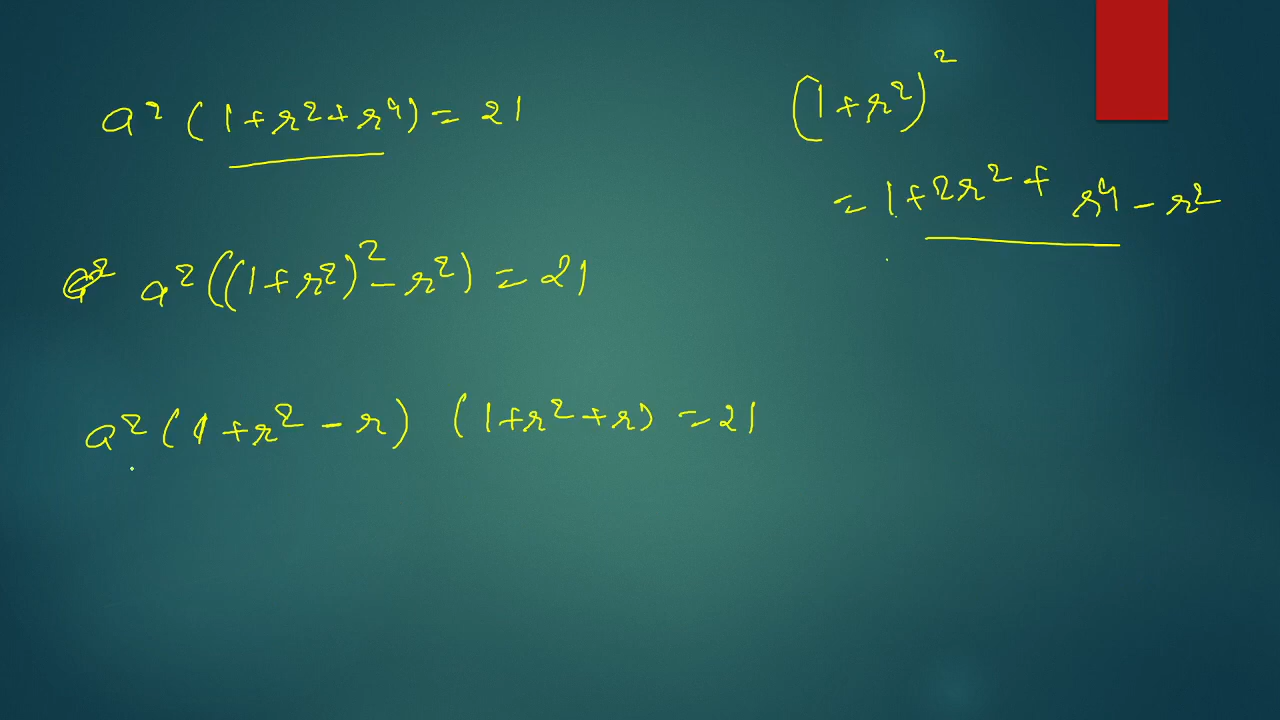 a² (1+r²+r⁴) = 21
(1+r²)²
= 1+2r²+ r⁴ - r²
a² a²((1+r²)² - r²) = 21
a² (1+r² - r) (1+r²+r) = 21